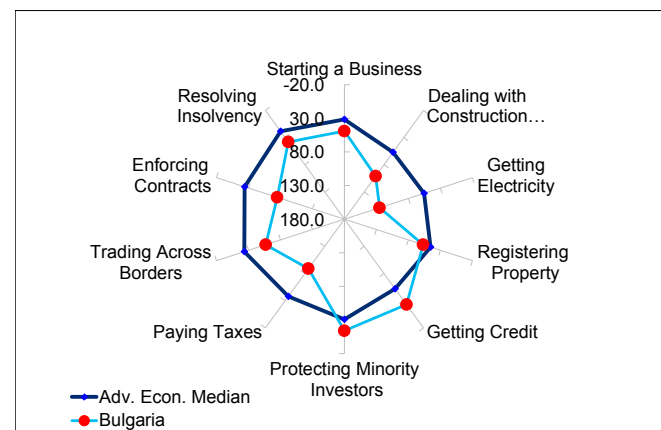 Starting a Business
-20.0
Resolving
Insolvency
30.0
Dealing with
Construction…
80.0
Enforcing
Contracts
130.0
Getting
Electricity
180.0
Trading Across
Borders
Registering
Property
Paying Taxes
Getting Credit
Protecting Minority
Investors
Adv. Econ. Median
Bulgaria